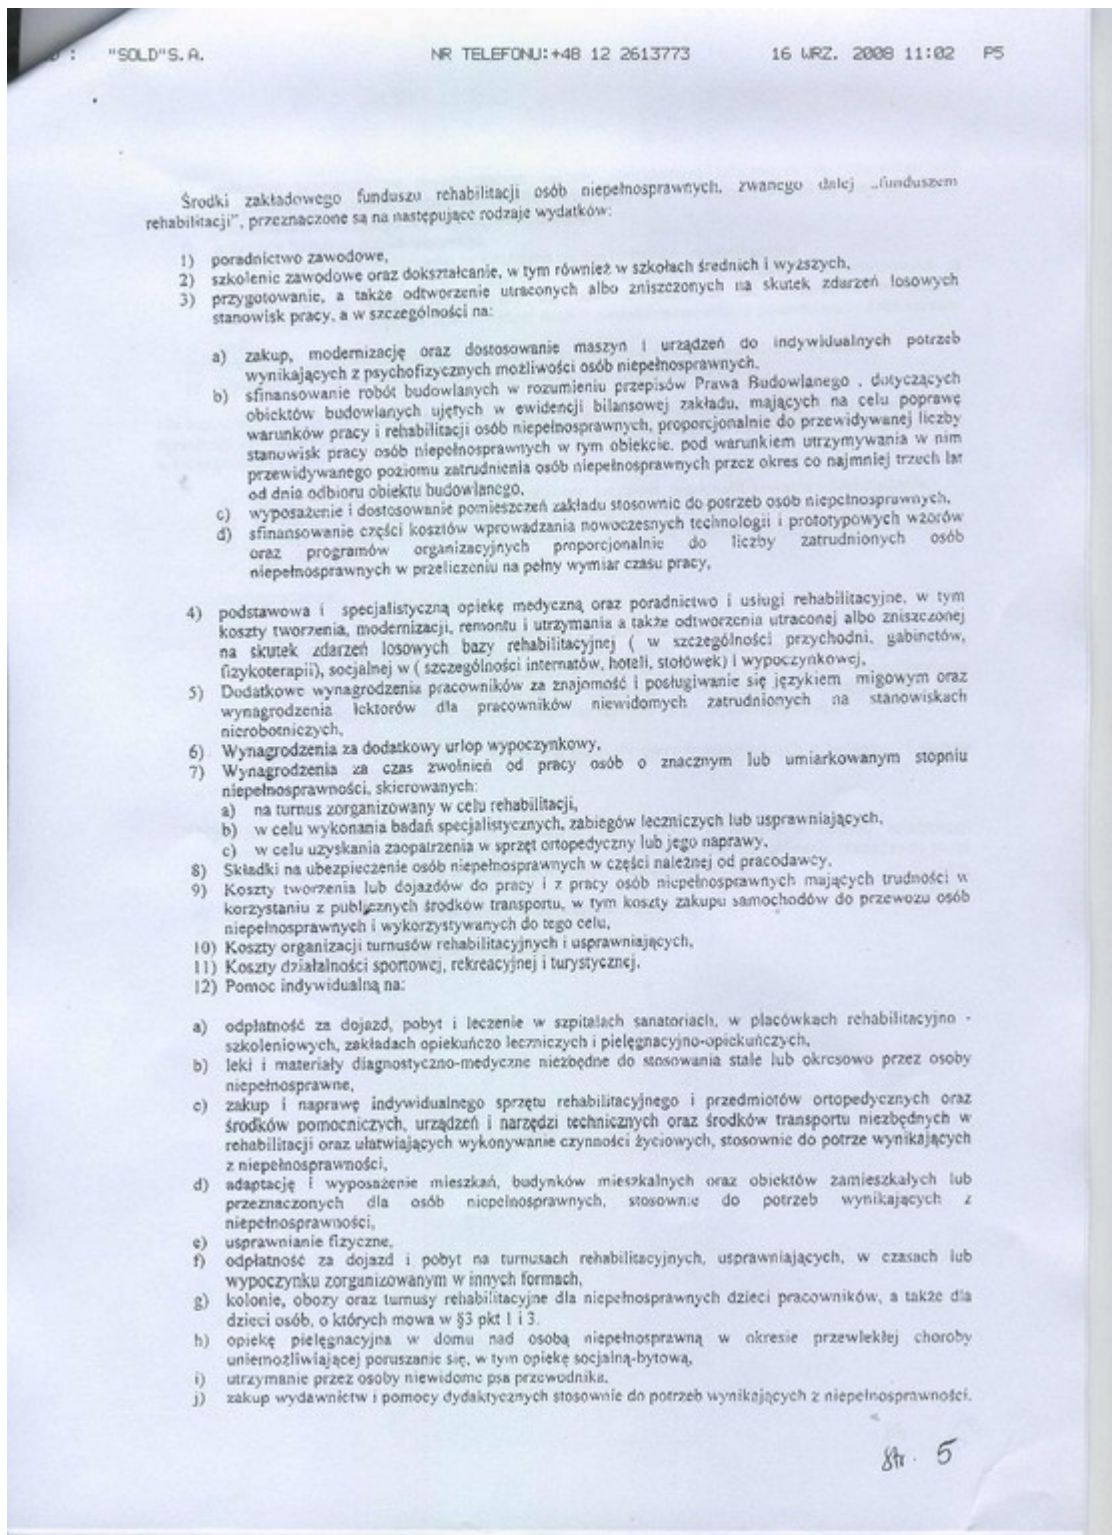 : "SOLD"S.A. NR TELEFONU:+48 12 2613773 16 WRZ. 2008 11:02 P5
Środki zakładowego funduszu rehabilitacji osób niepełnosprawnych, zwanego dalej „funduszem
rehabilitacji”, przeznaczone są na następujące rodzaje wydatków:
1) poradnictwo zawodowe,
2) szkolenie zawodowe oraz dokształcanie, w tym również w szkołach średnich i wyższych,
3) przygotowanie, a także odtworzenie utraconych albo zniszczonych na skutek zdarzeń losowych
stanowisk pracy, a w szczególności na:
a) zakup, modernizację oraz dostosowanie maszyn i urządzeń do indywidualnych potrzeb
wynikających z psychofizycznych możliwości osób niepełnosprawnych,
b) sfinansowanie robót budowlanych w rozumieniu przepisów Prawa Budowlanego , dotyczących
obiektów budowlanych ujętych w ewidencji bilansowej zakładu, mających na celu poprawę
warunków pracy i rehabilitacji osób niepełnosprawnych, proporcjonalnie do przewidywanej liczby
stanowisk pracy osób niepełnosprawnych w tym obiekcie, pod warunkiem utrzymywania w nim
przewidywanego poziomu zatrudnienia osób niepełnosprawnych przez okres co najmniej trzech lat
od dnia odbioru obiektu budowlanego,
c) wyposażenie i dostosowanie pomieszczeń zakładu stosownie do potrzeb osób niepełnosprawnych,
d) sfinansowanie części kosztów wprowadzania nowoczesnych technologii i prototypowych wzorów
oraz programów organizacyjnych proporcjonalnie do liczby zatrudnionych osób
niepełnosprawnych w przeliczeniu na pełny wymiar czasu pracy,
4) podstawowa i specjalistyczną opiekę medyczną oraz poradnictwo i usługi rehabilitacyjne, w tym
koszty tworzenia, modernizacji, remontu i utrzymania a także odtworzenia utraconej albo zniszczonej
na skutek zdarzeń losowych bazy rehabilitacyjnej ( w szczególności przychodni, gabinetów,
fizykoterapii), socjalnej w ( szczególności internatów, hoteli, stołówek) i wypoczynkowej,
5) Dodatkowe wynagrodzenia pracowników za znajomość i posługiwanie się językiem migowym oraz
wynagrodzenia lektorów dla pracowników niewidomych zatrudnionych na stanowiskach
nierobotniczych,
6) Wynagrodzenia za dodatkowy urlop wypoczynkowy,
7) Wynagrodzenia za czas zwolnień od pracy osób o znacznym lub umiarkowanym stopniu
niepełnosprawności, skierowanych:
a) na turnus zorganizowany w celu rehabilitacji,
b) w celu wykonania badań specjalistycznych, zabiegów leczniczych lub usprawniających,
c) w celu uzyskania zaopatrzenia w sprzęt ortopedyczny lub jego naprawy,
8) Składki na ubezpieczenie osób niepełnosprawnych w części należnej od pracodawcy,
9) Koszty tworzenia lub dojazdów do pracy i z pracy osób niepełnosprawnych mających trudności w
korzystaniu z publicznych środków transportu, w tym koszty zakupu samochodów do przewozu osób
niepełnosprawnych i wykorzystywanych do tego celu,
10) Koszty organizacji turnusów rehabilitacyjnych i usprawniających,
11) Koszty działalności sportowej, rekreacyjnej i turystycznej,
12) Pomoc indywidualną na:
a) odpłatność za dojazd, pobyt i leczenie w szpitalach sanatoriach, w placówkach rehabilitacyjno -
szkoleniowych, zakładach opiekuńczo leczniczych i pielęgnacyjno-opiekuńczych,
b) leki i materiały diagnostyczno-medyczne niezbędne do stosowania stale lub okresowo przez osoby
niepełnosprawne,
c) zakup i naprawę indywidualnego sprzętu rehabilitacyjnego i przedmiotów ortopedycznych oraz
środków pomocniczych, urządzeń i narzędzi technicznych oraz środków transportu niezbędnych w
rehabilitacji oraz ułatwiających wykonywanie czynności życiowych, stosownie do potrze wynikających
z niepełnosprawności,
d) adaptację i wyposażenie mieszkań, budynków mieszkalnych oraz obiektów zamieszkałych lub
przeznaczonych dla osób niepełnosprawnych, stosownie do potrzeb wynikających z
niepełnosprawności,
e) usprawnianie fizyczne,
f) odpłatność za dojazd i pobyt na turnusach rehabilitacyjnych, usprawniających, w czasach lub
wypoczynku zorganizowanym w innych formach,
g) kolonie, obozy oraz turnusy rehabilitacyjne dla niepełnosprawnych dzieci pracowników, a także dla
dzieci osób, o których mowa w §3 pkt 1 i 3.
h) opiekę pielęgnacyjna w domu nad osobą niepełnosprawną w okresie przewlekłej choroby
uniemożliwiającej poruszanie się, w tym opiekę socjalną-bytową,
i) utrzymanie przez osoby niewidome psa przewodnika,
j) zakup wydawnictw i pomocy dydaktycznych stosownie do potrzeb wynikających z niepełnosprawności.
Str. 5